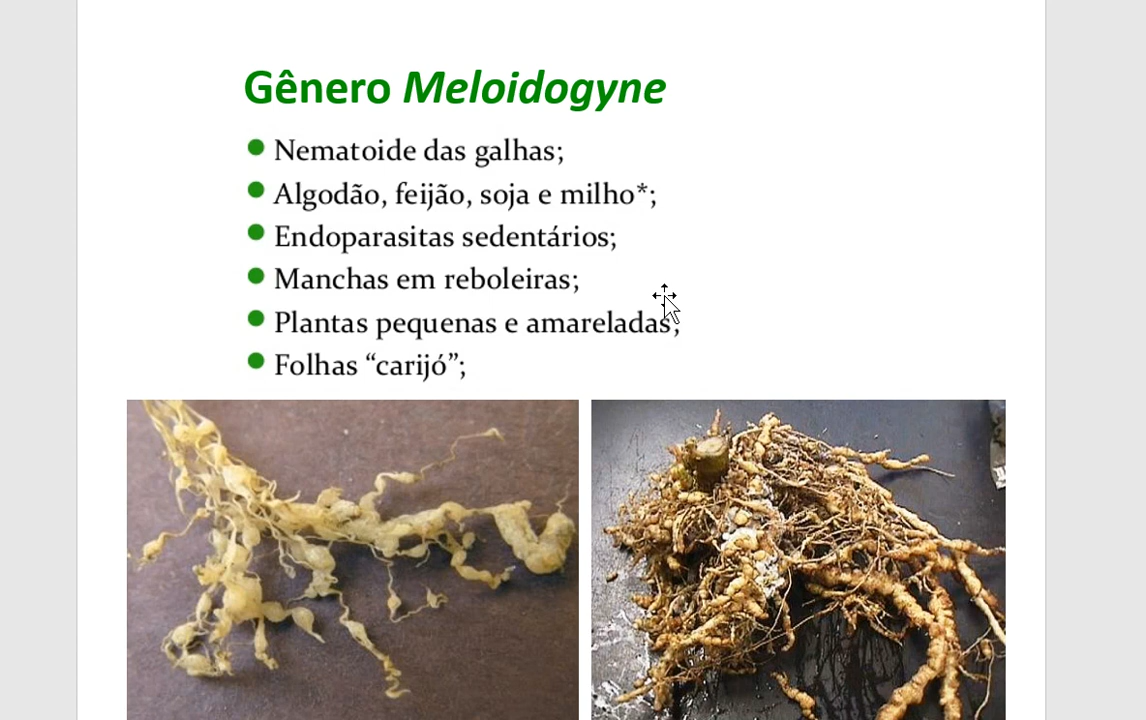 Gênero Meloidogyne
Nematoide das galhas;
Algodão, feijão, soja e milho*;
Endoparasitas sedentários;
Manchas em reboleiras;
Plantas pequenas e amareladas;
Folhas “carijó”;